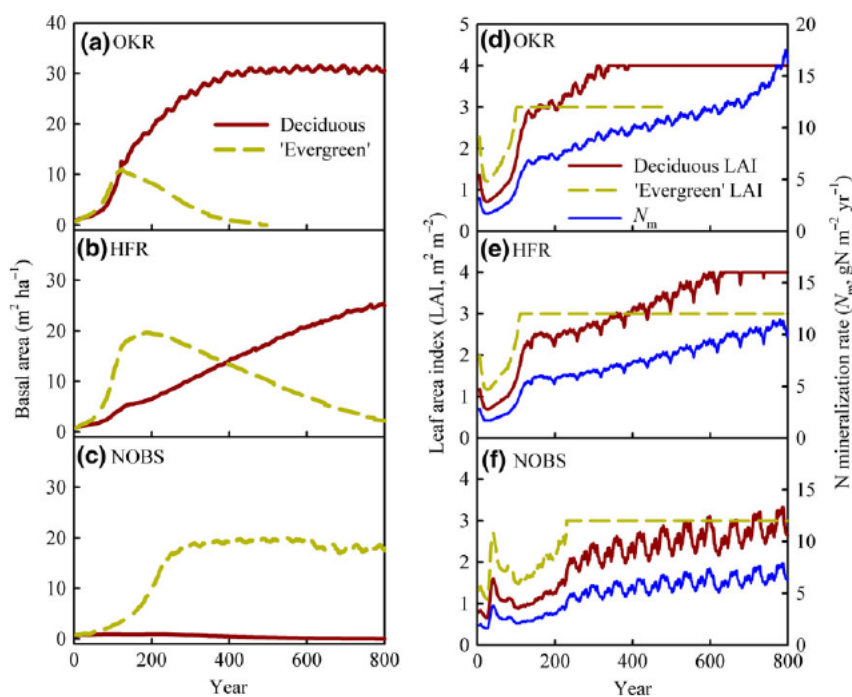 (a) OKR
Deciduous
'Evergreen'
40
30
20
10
0
(b) HFR
30
20
10
0
(c) NOBS
30
20
10
0
0 200 400 600 800
Year
Basal area (m² ha⁻¹)
(d) OKR
Deciduous LAI
'Evergreen' LAI
Nm
5
4
3
2
1
0
20
15
10
5
0
(e) HFR
4
3
2
1
0
15
10
5
0
(f) NOBS
3
2
1
0
15
10
5
0
0 200 400 600 800
Year
Leaf area index (LAI, m² m⁻²)
N mineralization rate (Nm, gN m⁻² yr⁻¹)